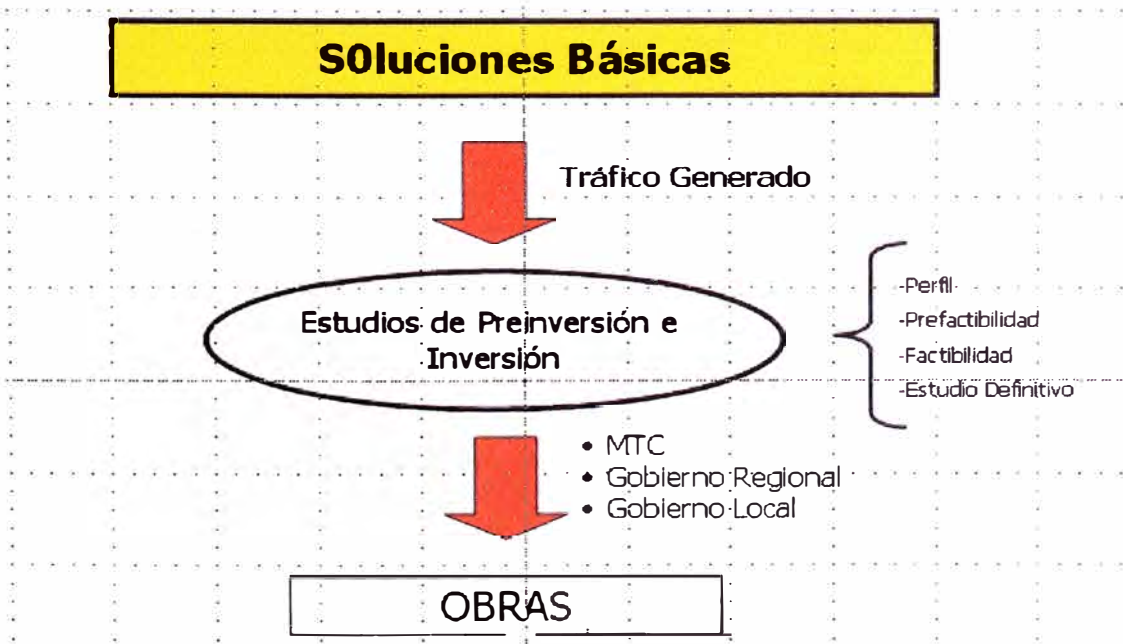 S0luciones Básicas
Tráfico Generado
Estudios de Preinversión e
Inversión
-Perfil
-Prefactibilidad
-Factibilidad
-Estudio Definitivo
• MTC
• Gobierno Regional
• Gobierno Local
OBRAS